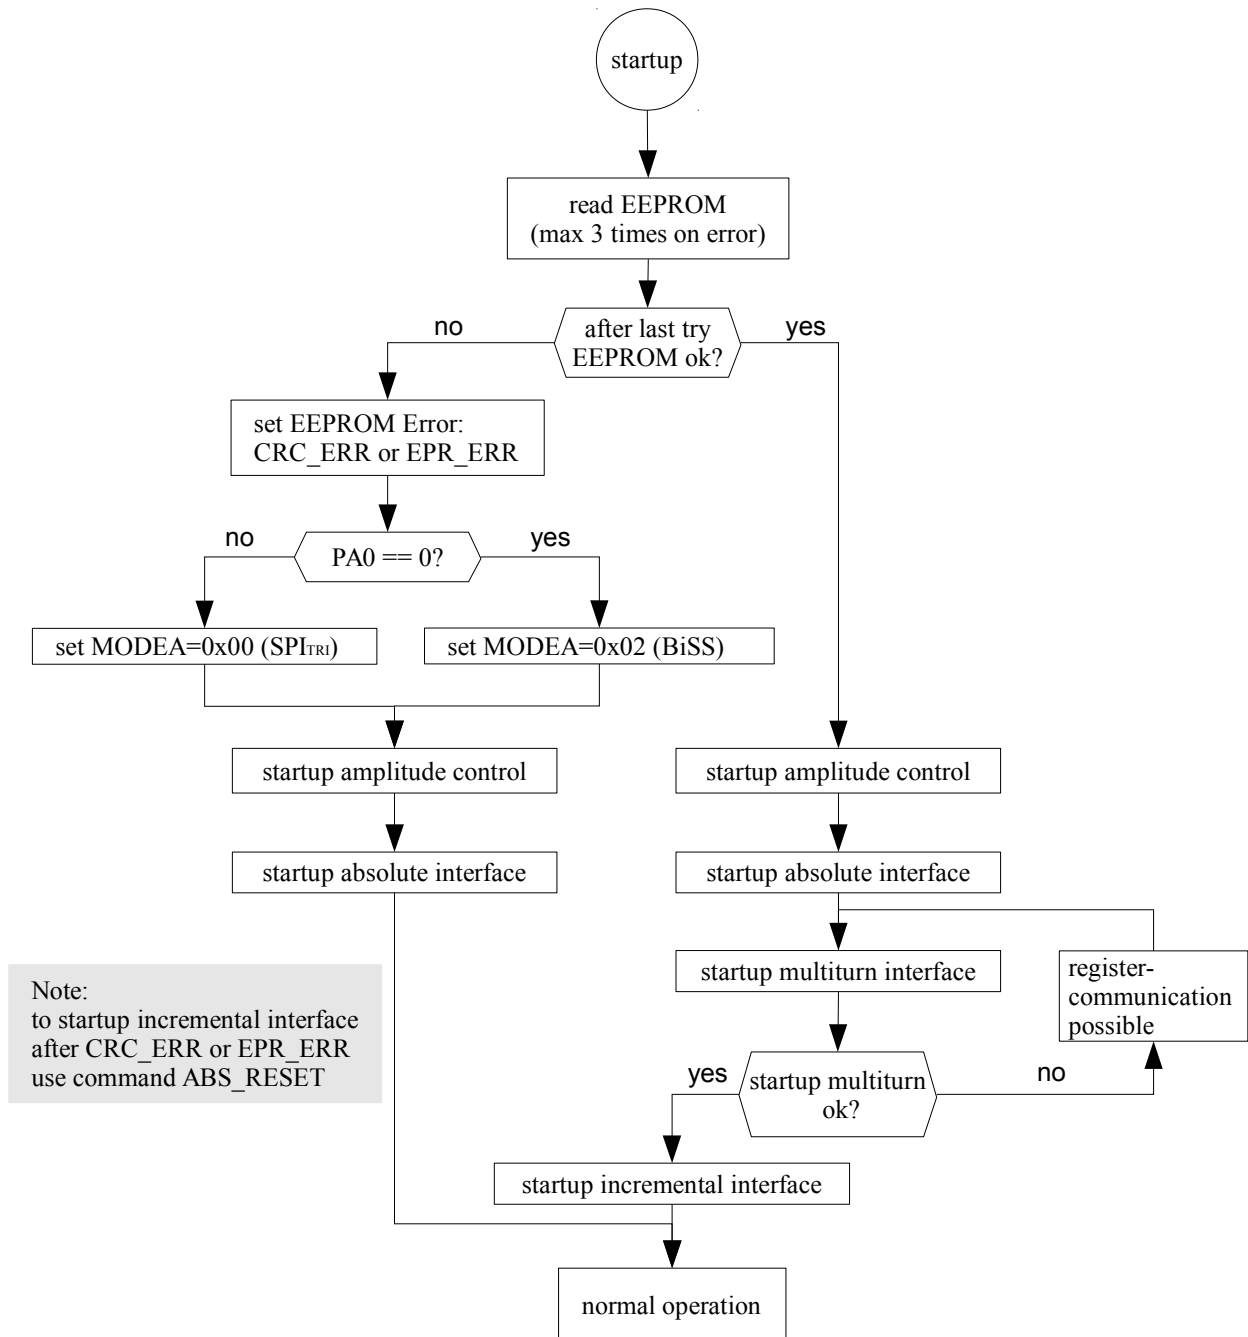 startup
read EEPROM
(max 3 times on error)
no
after last try
EEPROM ok?
yes
set EEPROM Error:
CRC_ERR or EPR_ERR
no
PA0 == 0?
yes
set MODEA=0x00 (SPITRI)
set MODEA=0x02 (BiSS)
startup amplitude control
startup amplitude control
startup absolute interface
startup absolute interface
startup multiturn interface
register-
communication
possible
Note:
to startup incremental interface
after CRC_ERR or EPR_ERR
use command ABS_RESET
yes
startup multiturn
ok?
no
startup incremental interface
normal operation